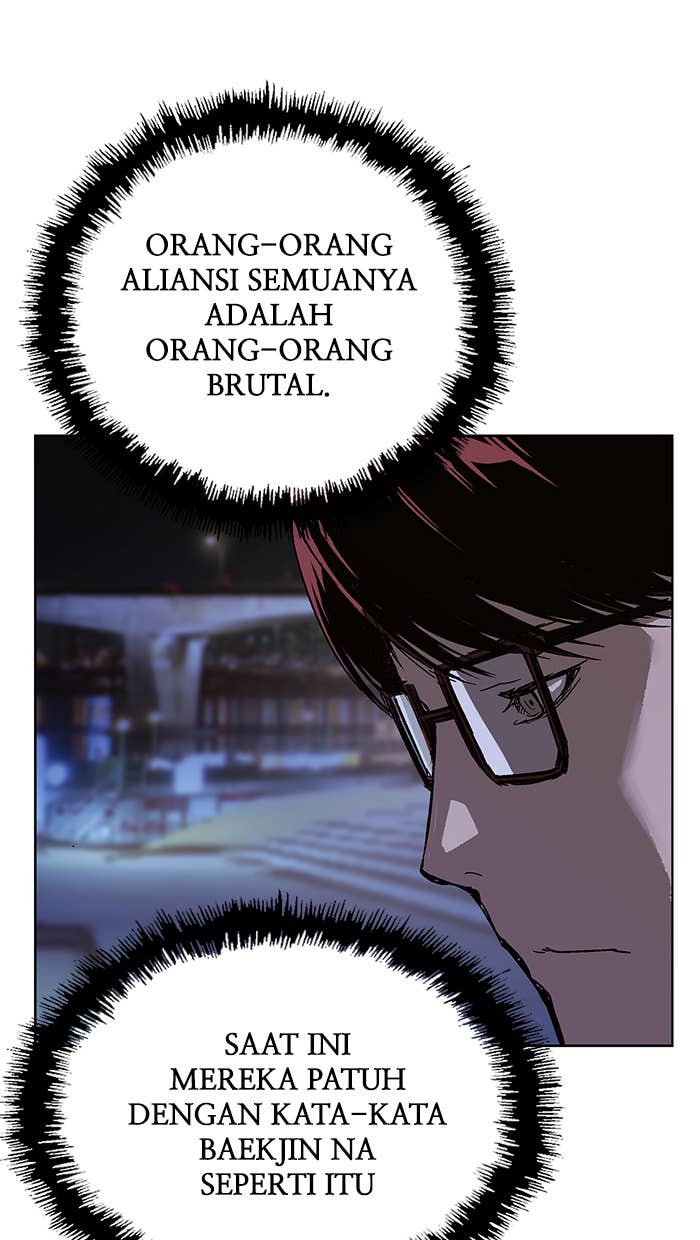 ORANG-ORANG
ALIANSI SEMUANYA
ADALAH
ORANG-ORANG
BRUTAL.
SAAT INI
MEREKA PATUH
DENGAN KATA-KATA
BAEKJIN NA
SEPERTI ITU